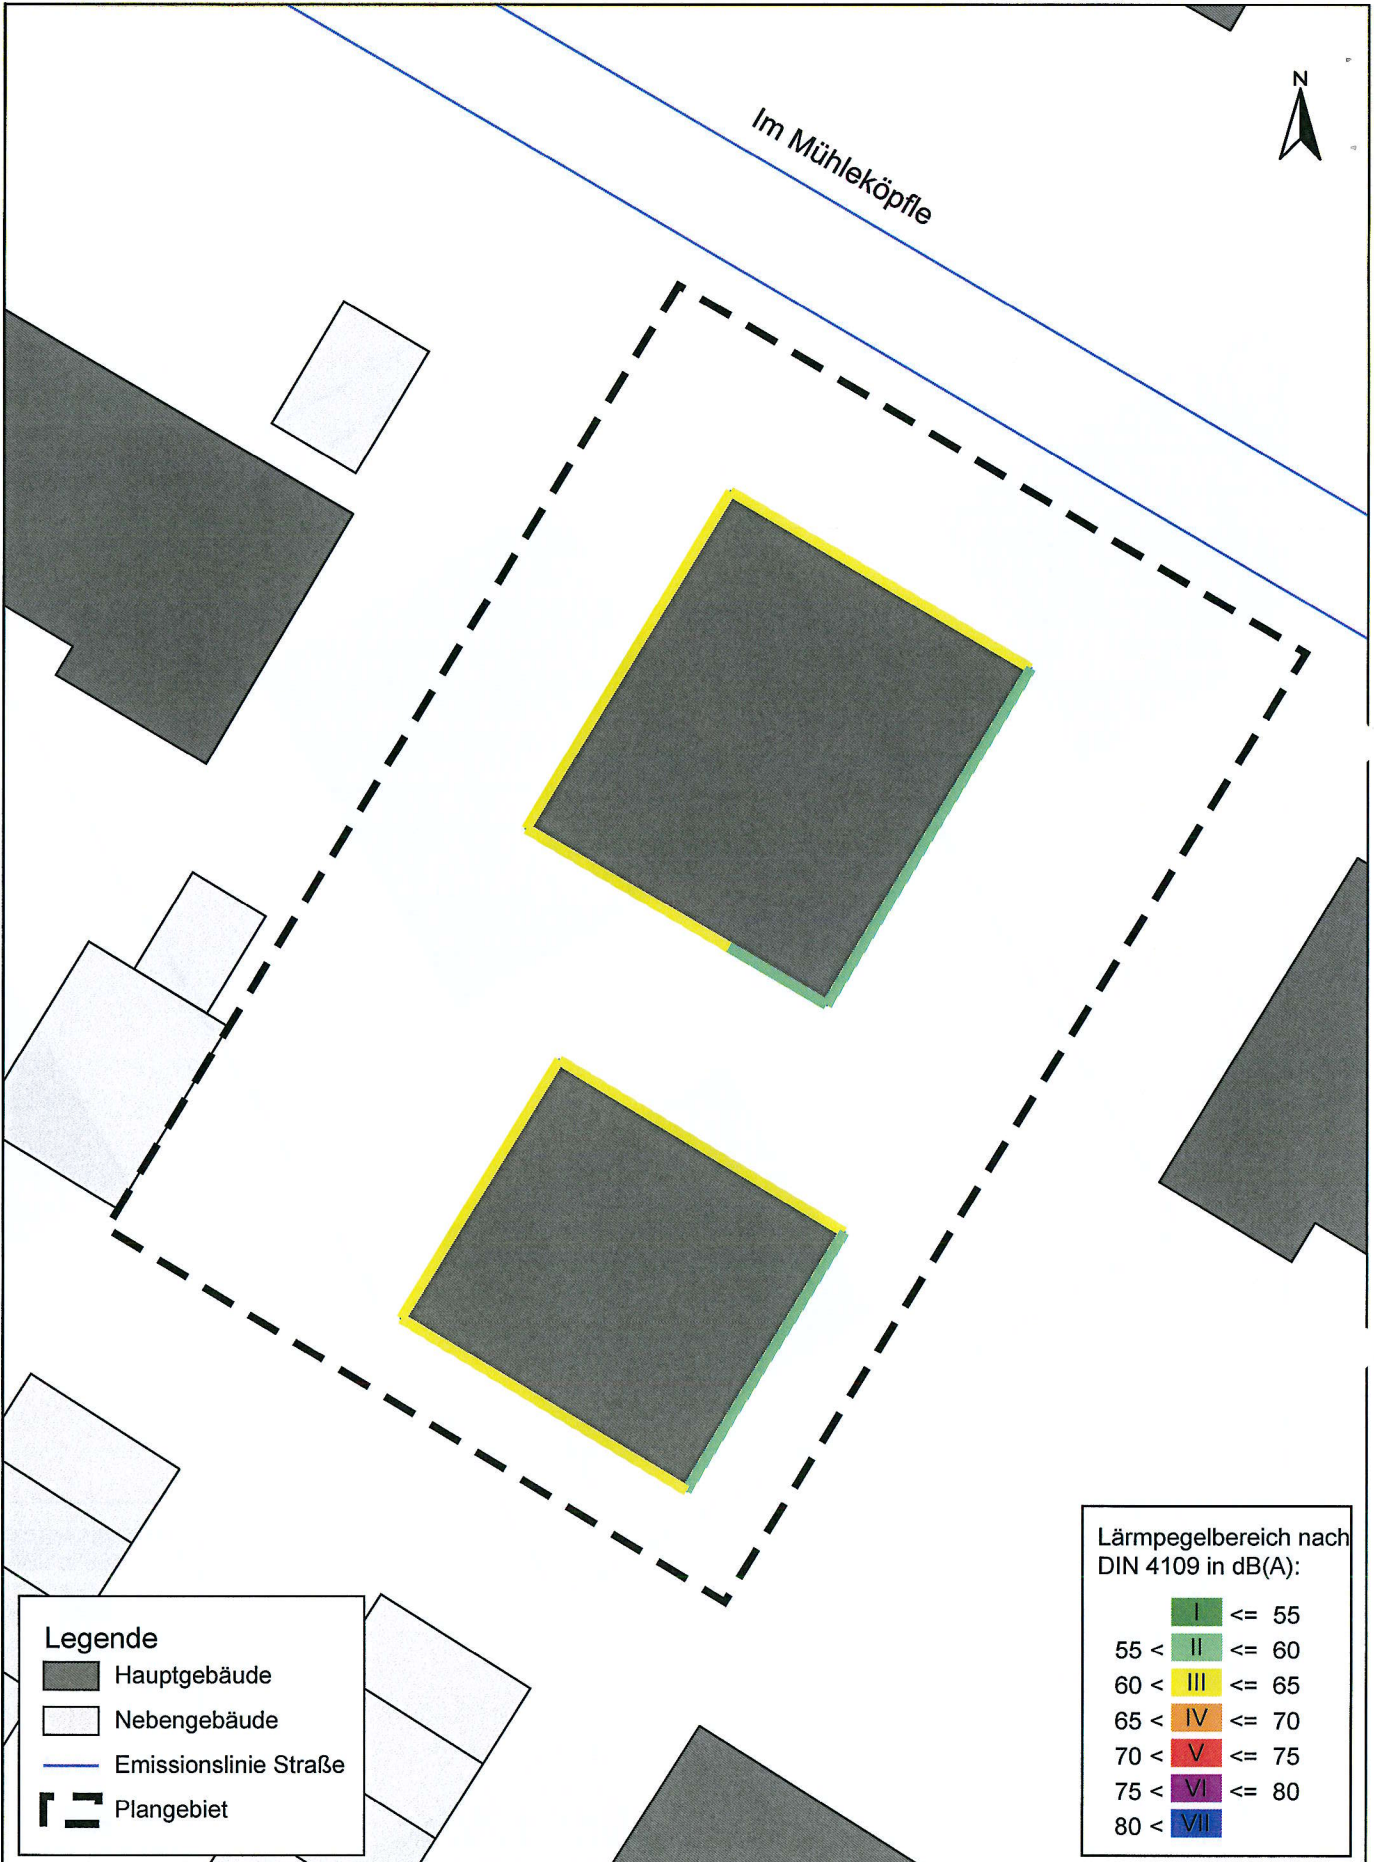 N
Im Mühleköpfle
Lärmpegelbereich nach
DIN 4109 in dB(A):
I <= 55
55 < II <= 60
60 < III <= 65
65 < IV <= 70
70 < V <= 75
75 < VI <= 80
80 < VII
Legende
Hauptgebäude
Nebengebäude
Emissionslinie Straße
Plangebiet